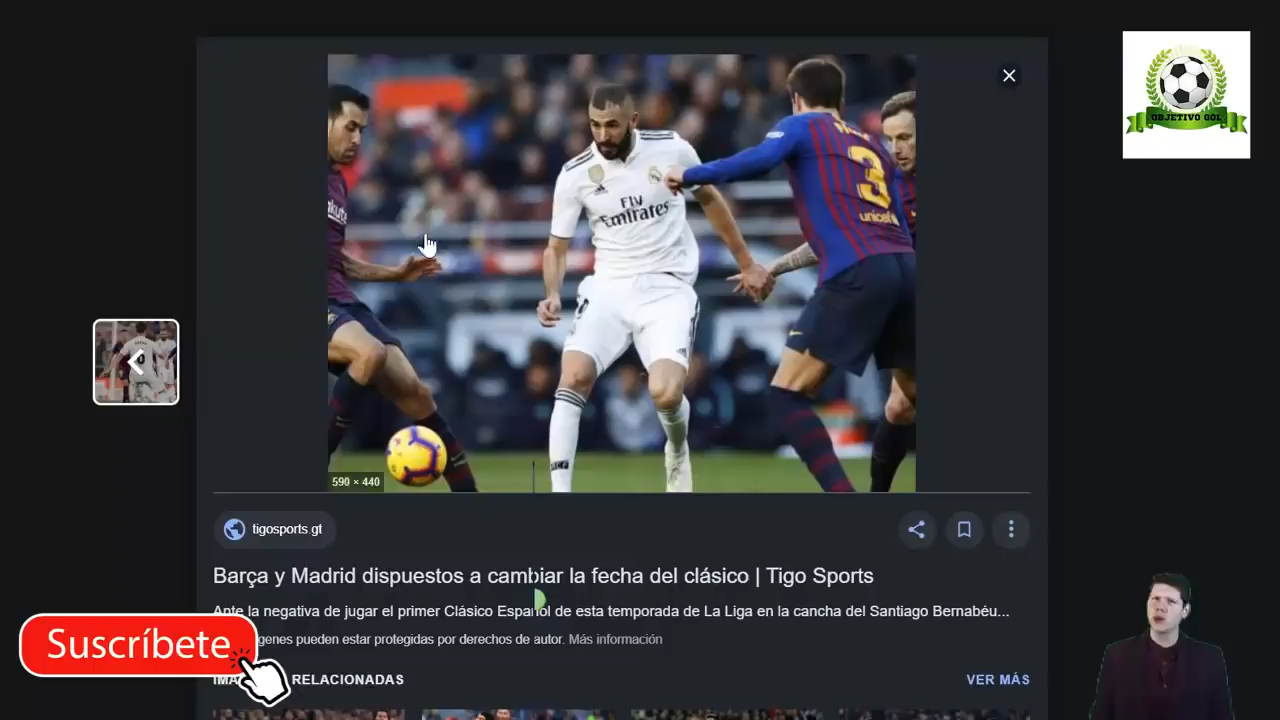 OBJETIVO GOL
Fly
Emirates
3
unicef
590 × 440
tigosports.gt
Barça y Madrid dispuestos a cambiar la fecha del clásico | Tigo Sports
Ante la negativa de jugar el primer Clásico Español de esta temporada de La Liga en la cancha del Santiago Bernabéu...
genes pueden estar protegidas por derechos de autor. Más información
Suscríbete
RELACIONADAS
VER MÁS